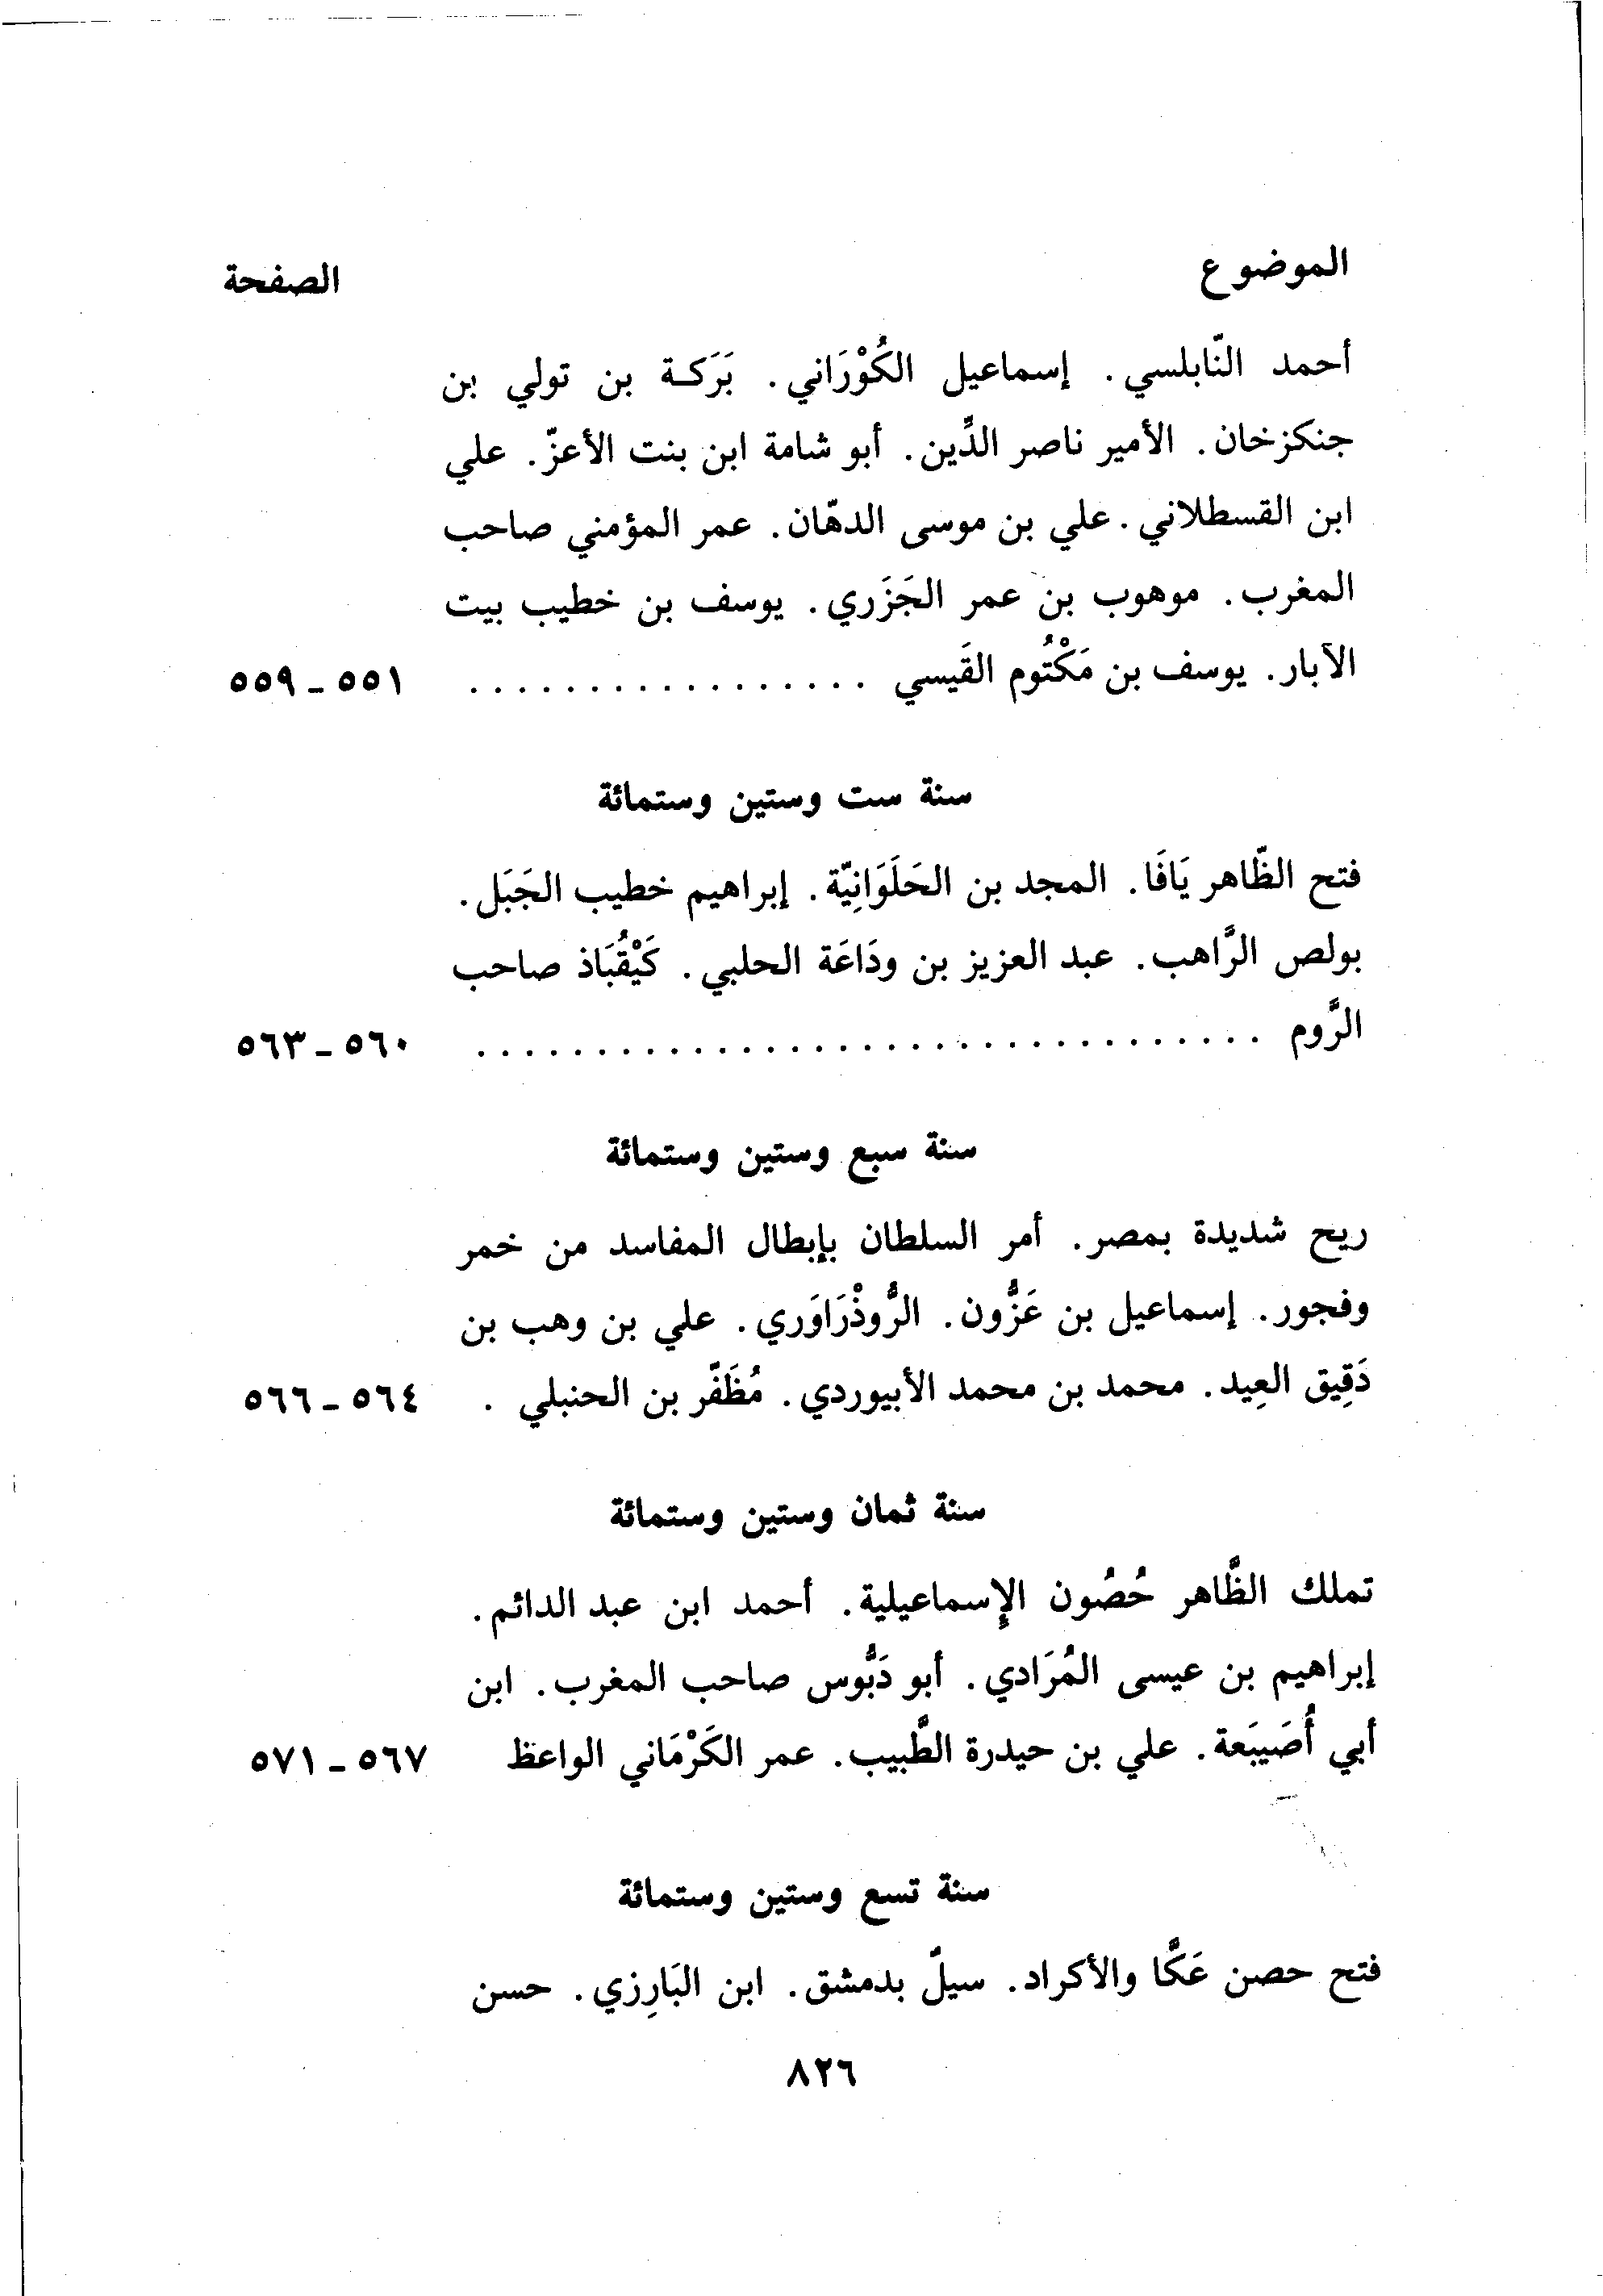 الموضوع الصفحة
أحمد النّابلسي. إسماعيل الكُوْرَاني. بَرَكة بن تولي بن
جنكزخان. الأمير ناصر الدِّين. أبو شامة ابن بنت الأعزّ. علي
ابن القسطلاني. علي بن موسى الدهّان. عمر المؤمني صاحب
المغرب. موهوب بن عمر الجَزَري. يوسف بن خطيب بيت
الآبار. يوسف بن مَكْتُوم القَيسي . . . . . . . . . . . . . . . . . ٥٥١ - ٥٥٩
سنة ست وستين وستمائة
فتح الظّاهر يَافَا. المجد بن الحَلَوَانِيّة. إبراهيم خطيب الجَبَل.
بولص الرَّاهب. عبد العزيز بن ودَاعَة الحلبي. كَيْقُبَاذ صاحب
الرَّوم . . . . . . . . . . . . . . . . . . . . . . . . . . . . . . . . . ٥٦٠ - ٥٦٣
سنة سبع وستين وستمائة
ريح شديدة بمصر. أمر السلطان بإبطال المفاسد من خمر
وفجور. إسماعيل بن عَزُّون. الرُّوذْرَاوَري. علي بن وهب بن
دَقِيق العِيد. محمد بن محمد الأبيوردي. مُظَفّر بن الحنبلي . ٥٦٤ - ٥٦٦
سنة ثمان وستين وستمائة
تملك الظَّاهر حُصُون الإسماعيلية. أحمد ابن عبد الدائم.
إبراهيم بن عيسى المُرَادي. أبو دَبُّوس صاحب المغرب. ابن
أبي أُصَيبَعة. علي بن حيدرة الطَّبيب. عمر الكَرْمَاني الواعظ ٥٦٧ - ٥٧١
سنة تسع وستين وستمائة
فتح حصن عَكَّا والأكراد. سيلّ بدمشق. ابن البَارِزي. حسن
٨٢٦